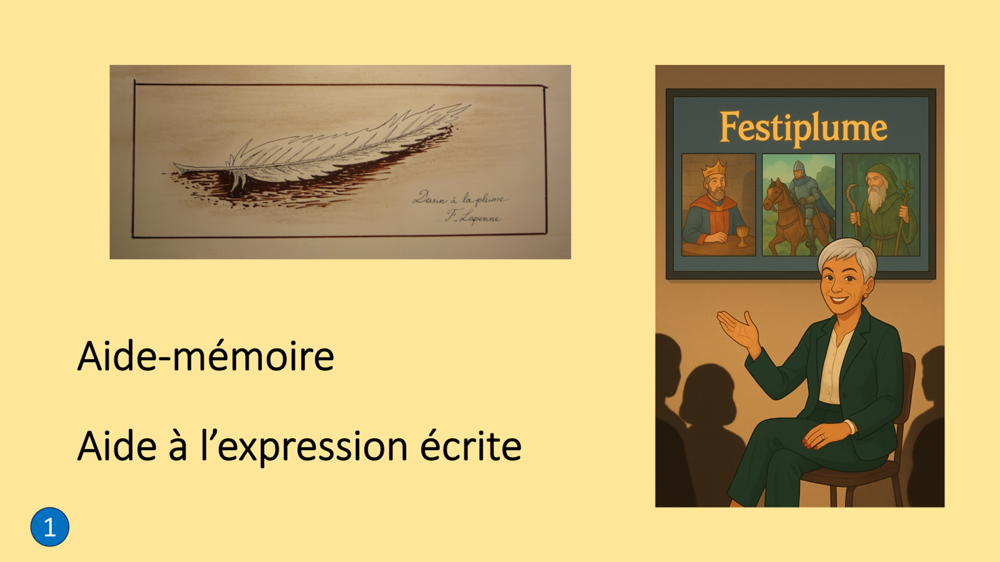 Dessin à la plume
F. Lapenne
Festiplume
Aide-mémoire
Aide à l’expression écrite
1